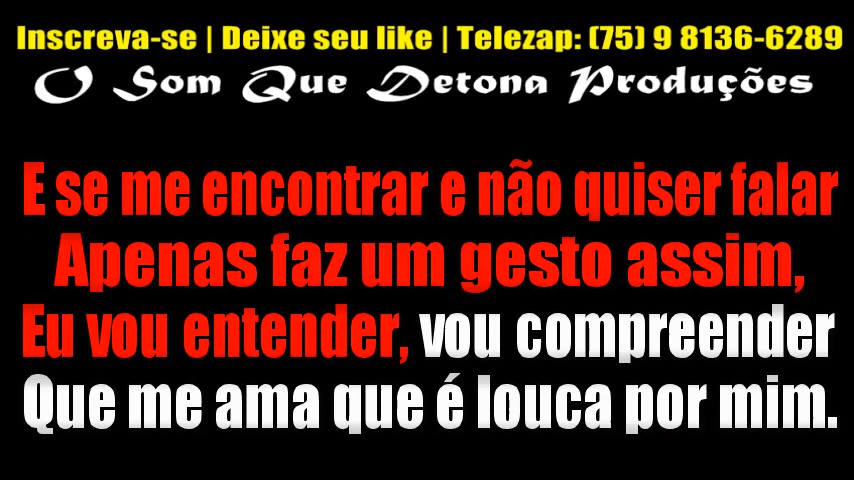 Inscreva-se | Deixe seu like | Telezap: (75) 9 8136-6289
O Som Que Detona Produções
E se me encontrar e não quiser falar
Apenas faz um gesto assim,
Eu vou entender, vou compreender
Que me ama que é louca por mim.